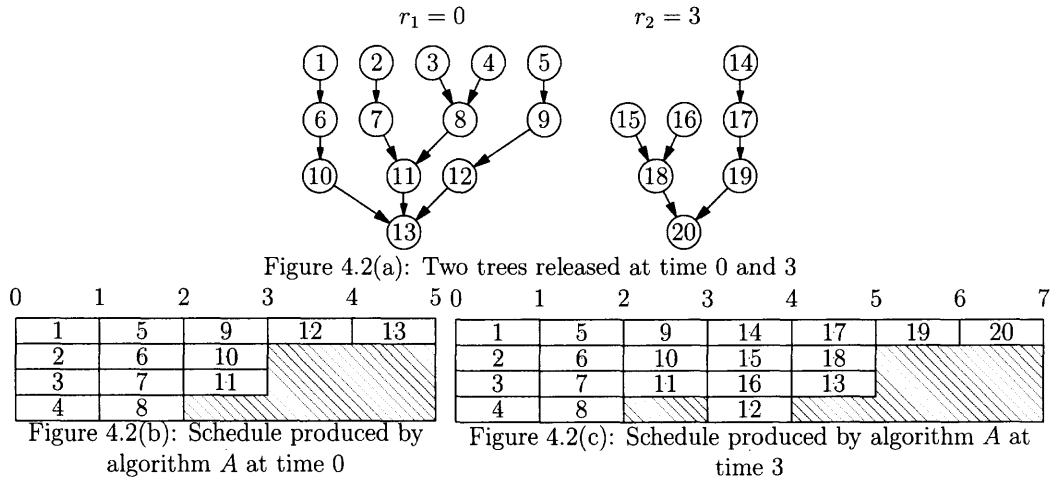 r₁ = 0 r₂ = 3
1 2 3 4 5 14
6 7 8 9 15 16 17
10 11 12 18 19
13 20
Figure 4.2(a): Two trees released at time 0 and 3
0 1 2 3 4 5 0 1 2 3 4 5 6 7
1 5 9 12 13 1 5 9 14 17 19 20
2 6 10 2 6 10 15 18
3 7 11 3 7 11 16 13
4 8 4 8 12
Figure 4.2(b): Schedule produced by
algorithm A at time 0
Figure 4.2(c): Schedule produced by algorithm A at
time 3